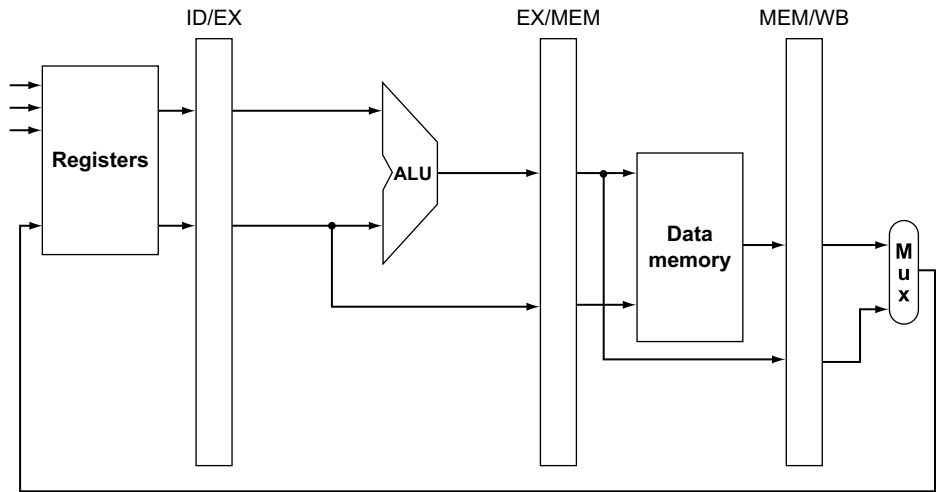 ID/EX
EX/MEM
MEM/WB
Registers
ALU
Data
memory
M
u
x